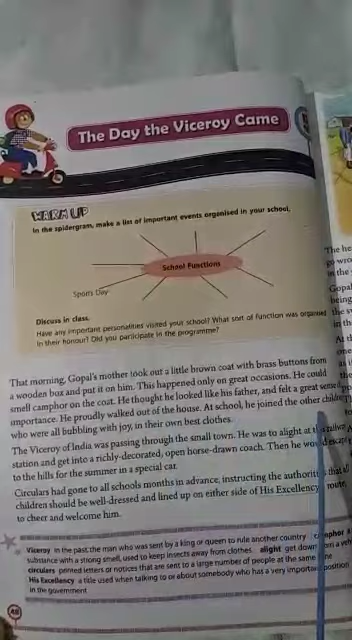 The Day the Viceroy Came
WARM UP
In the spidergram, make a list of important events organised in your school.
School Functions
Sports Day
Discuss in class.
Have any important personalities visited your school? What sort of function was organised
in their honour? Did you participate in the programme?
That morning, Gopal's mother took out a little brown coat with brass buttons from
a wooden box and put it on him. This happened only on great occasions. He could
smell camphor on the coat. He thought he looked like his father, and felt a great sense
importance. He proudly walked out of the house. At school, he joined the other
who were all bubbling with joy, in their own best clothes.
The Viceroy of India was passing through the small town. He was to alight at the railway
station and get into a richly-decorated, open horse-drawn coach. Then he would
to the hills for the summer in a special car.
Circulars had gone to all schools months in advance, instructing the authorities
children should be well-dressed and lined up on either side of His Excellency's
to cheer and welcome him.
Viceroy in the past, the man who was sent by a king or queen to rule another country
substance with a strong smell, used to keep insects away from clothes alight get down
circulars printed letters or notices that are sent to a large number of people at the same
His Excellency a title used when talking to or about somebody who has a very important position
in the government
48